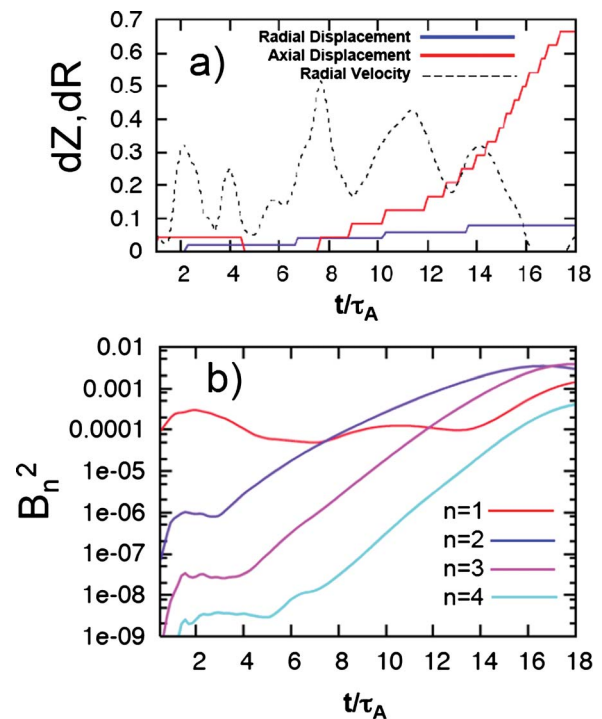 a)
Radial Displacement
Axial Displacement
Radial Velocity
dZ,dR
0.7
0.6
0.5
0.4
0.3
0.2
0.1
0
2 4 6 8 10 12 14 16 18
t/τA
b)
Bn2
0.01
0.001
0.0001
1e-05
1e-06
1e-07
1e-08
1e-09
n=1
n=2
n=3
n=4
2 4 6 8 10 12 14 16 18
t/τA